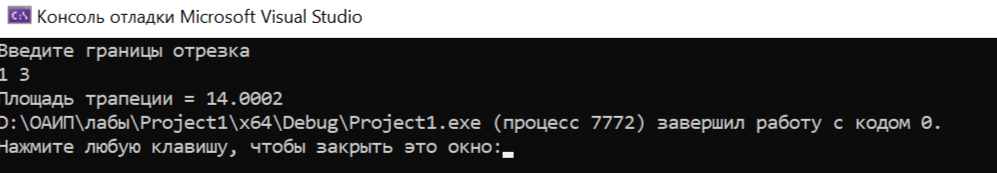 Консоль отладки Microsoft Visual Studio
Введите границы отрезка
1 3
Площадь трапеции = 14.0002
D:\ОАИП\лабы\Project1\x64\Debug\Project1.exe (процесс 7772) завершил работу с кодом 0.
Нажмите любую клавишу, чтобы закрыть это окно: